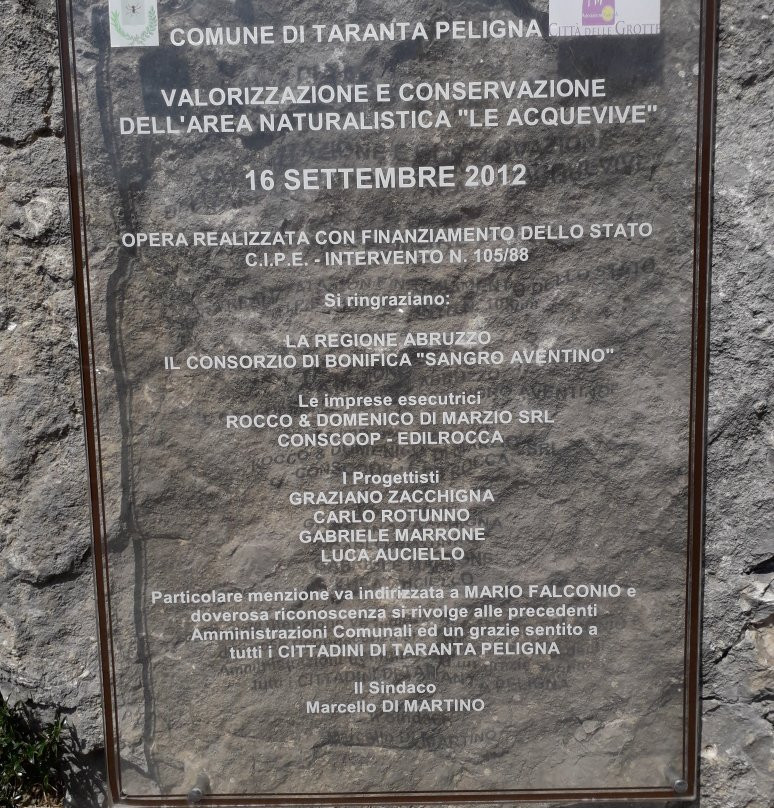 COMUNE DI TARANTA PELIGNA
CITTÀ DELLE GROTTE
VALORIZZAZIONE E CONSERVAZIONE
DELL'AREA NATURALISTICA "LE ACQUEVIVE"
16 SETTEMBRE 2012
OPERA REALIZZATA CON FINANZIAMENTO DELLO STATO
C.I.P.E. - INTERVENTO N. 105/88
Si ringraziano:
LA REGIONE ABRUZZO
IL CONSORZIO DI BONIFICA "SANGRO AVENTINO"
Le imprese esecutrici
ROCCO & DOMENICO DI MARZIO SRL
CONSCOOP - EDILROCCA
I Progettisti
GRAZIANO ZACCHIGNA
CARLO ROTUNNO
GABRIELE MARRONE
LUCA AUCIELLO
Particolare menzione va indirizzata a MARIO FALCONIO e
doverosa riconoscenza si rivolge alle precedenti
Amministrazioni Comunali ed un grazie sentito a
tutti i CITTADINI DI TARANTA PELIGNA
Il Sindaco
Marcello DI MARTINO